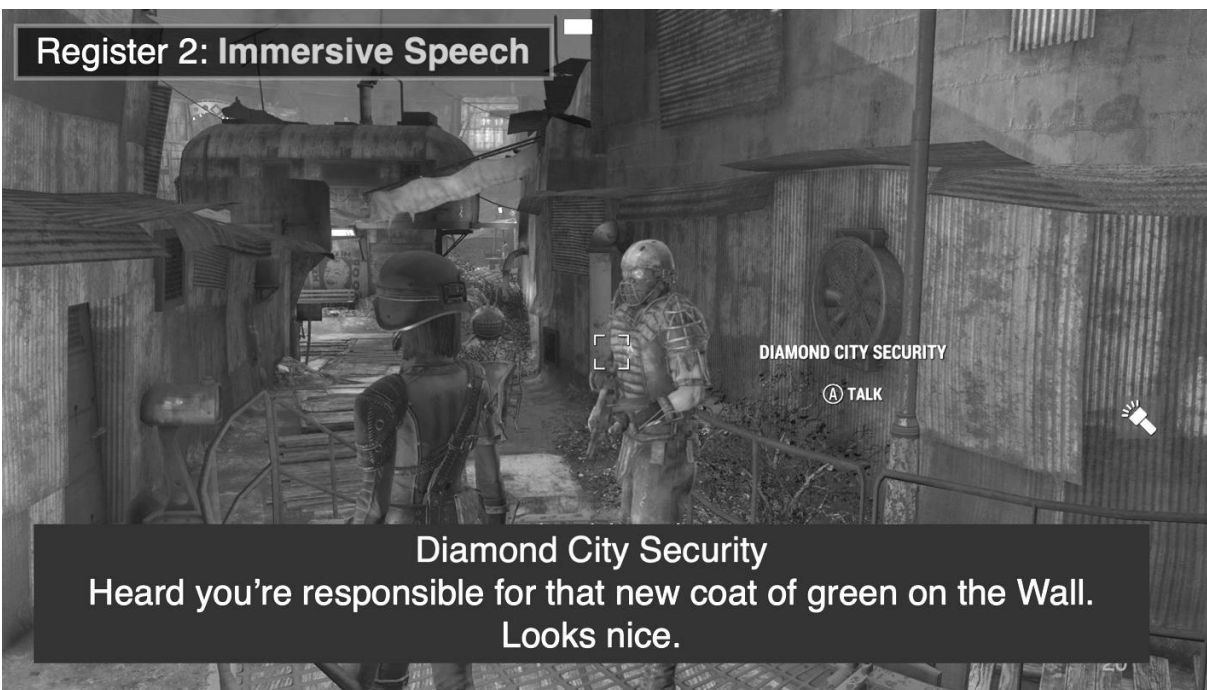 Register 2: Immersive Speech
DIAMOND CITY SECURITY
Ⓐ TALK
Diamond City Security
Heard you’re responsible for that new coat of green on the Wall.
Looks nice.